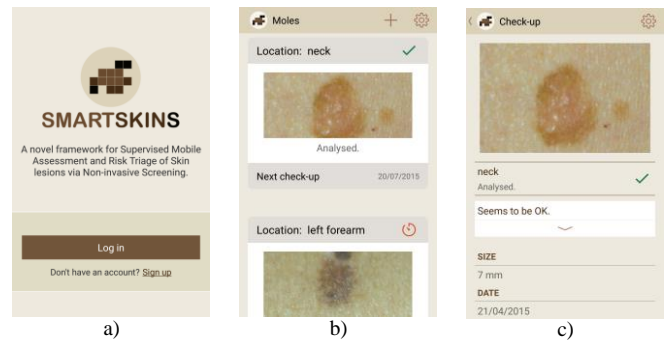 SMARTSKINS
A novel framework for Supervised Mobile
Assessment and Risk Triage of Skin
lesions via Non-invasive Screening.
Log in
Don't have an account? Sign up
a)
Moles
Location: neck
Analysed.
Next check-up 20/07/2015
Location: left forearm
b)
Check-up
neck
Analysed.
Seems to be OK.
SIZE
7 mm
DATE
21/04/2015
c)